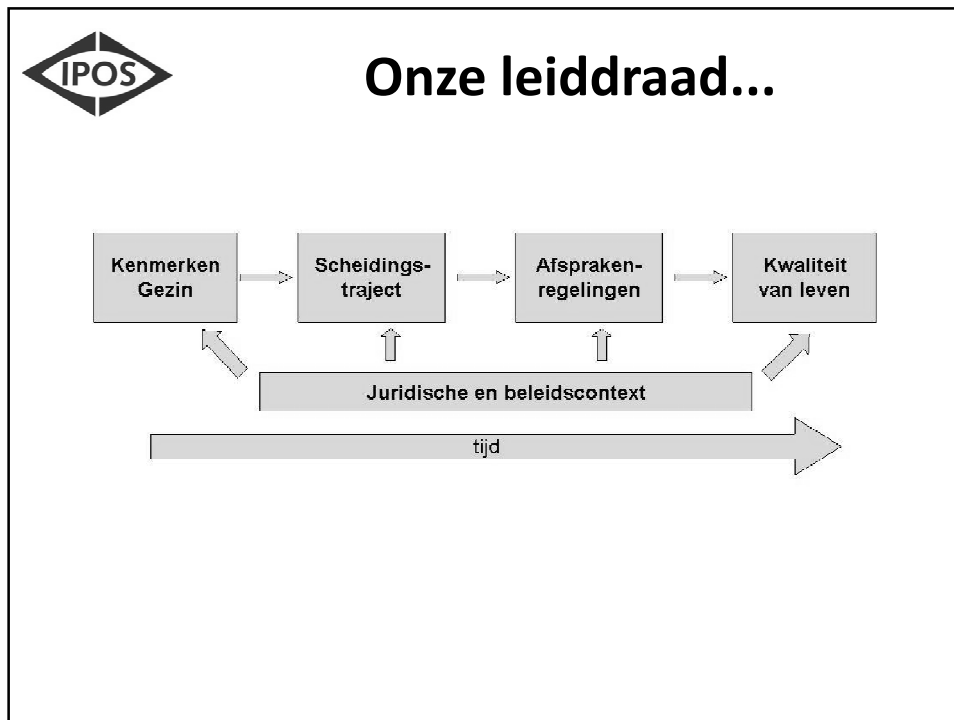 IPOS
Onze leiddraad...
Kenmerken
Gezin
Scheidings-
traject
Afspraken-
regelingen
Kwaliteit
van leven
Juridische en beleidscontext
tijd